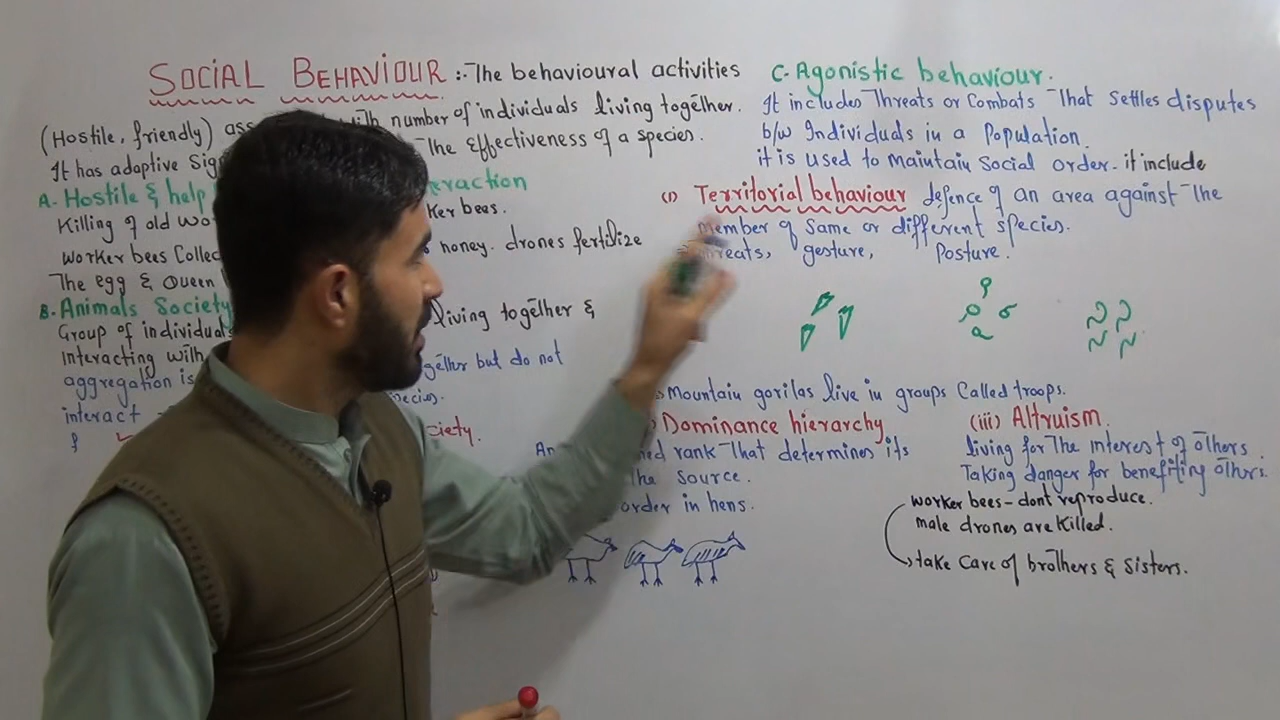 SOCIAL BEHAVIOUR :- The behavioural activities
(Hostile, friendly) ass with number of individuals living together.
It has adaptive Sig The effectiveness of a species.
A. Hostile & help eraction
Killing of old wo ker bees.
worker bees Collec honey. drones fertilize
The egg & Queen
B. Animals Society living together &
Group of individual
Interacting with gether but do not
aggregation is pecies.
interact
ciety.
C. Agonistic behaviour.
It includes Threats or Combats That settles disputes
b/w Individuals in a Population.
it is used to maintain social order. it include
(i) Territorial behaviour defence of an area against The
member of same or different species.
Threats, gesture, Posture.
Mountain gorilas live in groups Called troops.
Dominance hierarchy
An ned rank That determines its
The source.
order in hens.
(iii) Altruism
living for The interest of others.
Taking danger for benefiting others.
worker bees - dont reproduce.
male drones are killed.
take care of brothers & sisters.